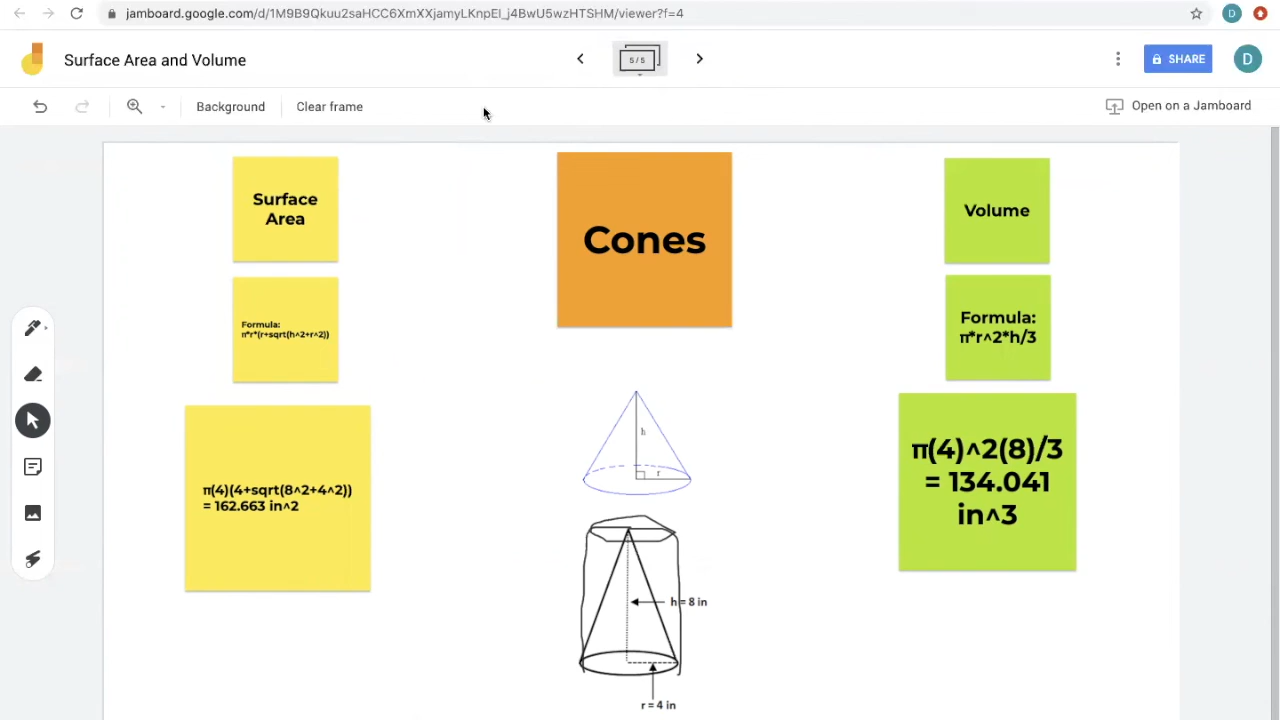 jamboard.google.com/d/1M9B9Qkuu2saHCC6XmXXjamyLKnpEl_j4BwU5wzHTSHM/viewer?f=4
D
Surface Area and Volume
5 / 5
SHARE
D
Background
Clear frame
Open on a Jamboard
Surface
Area
Formula:
π*r*(r+sqrt(h^2+r^2))
π(4)(4+sqrt(8^2+4^2))
= 162.663 in^2
Cones
h
r
h = 8 in
r = 4 in
Volume
Formula:
π*r^2*h/3
π(4)^2(8)/3
= 134.041
in^3